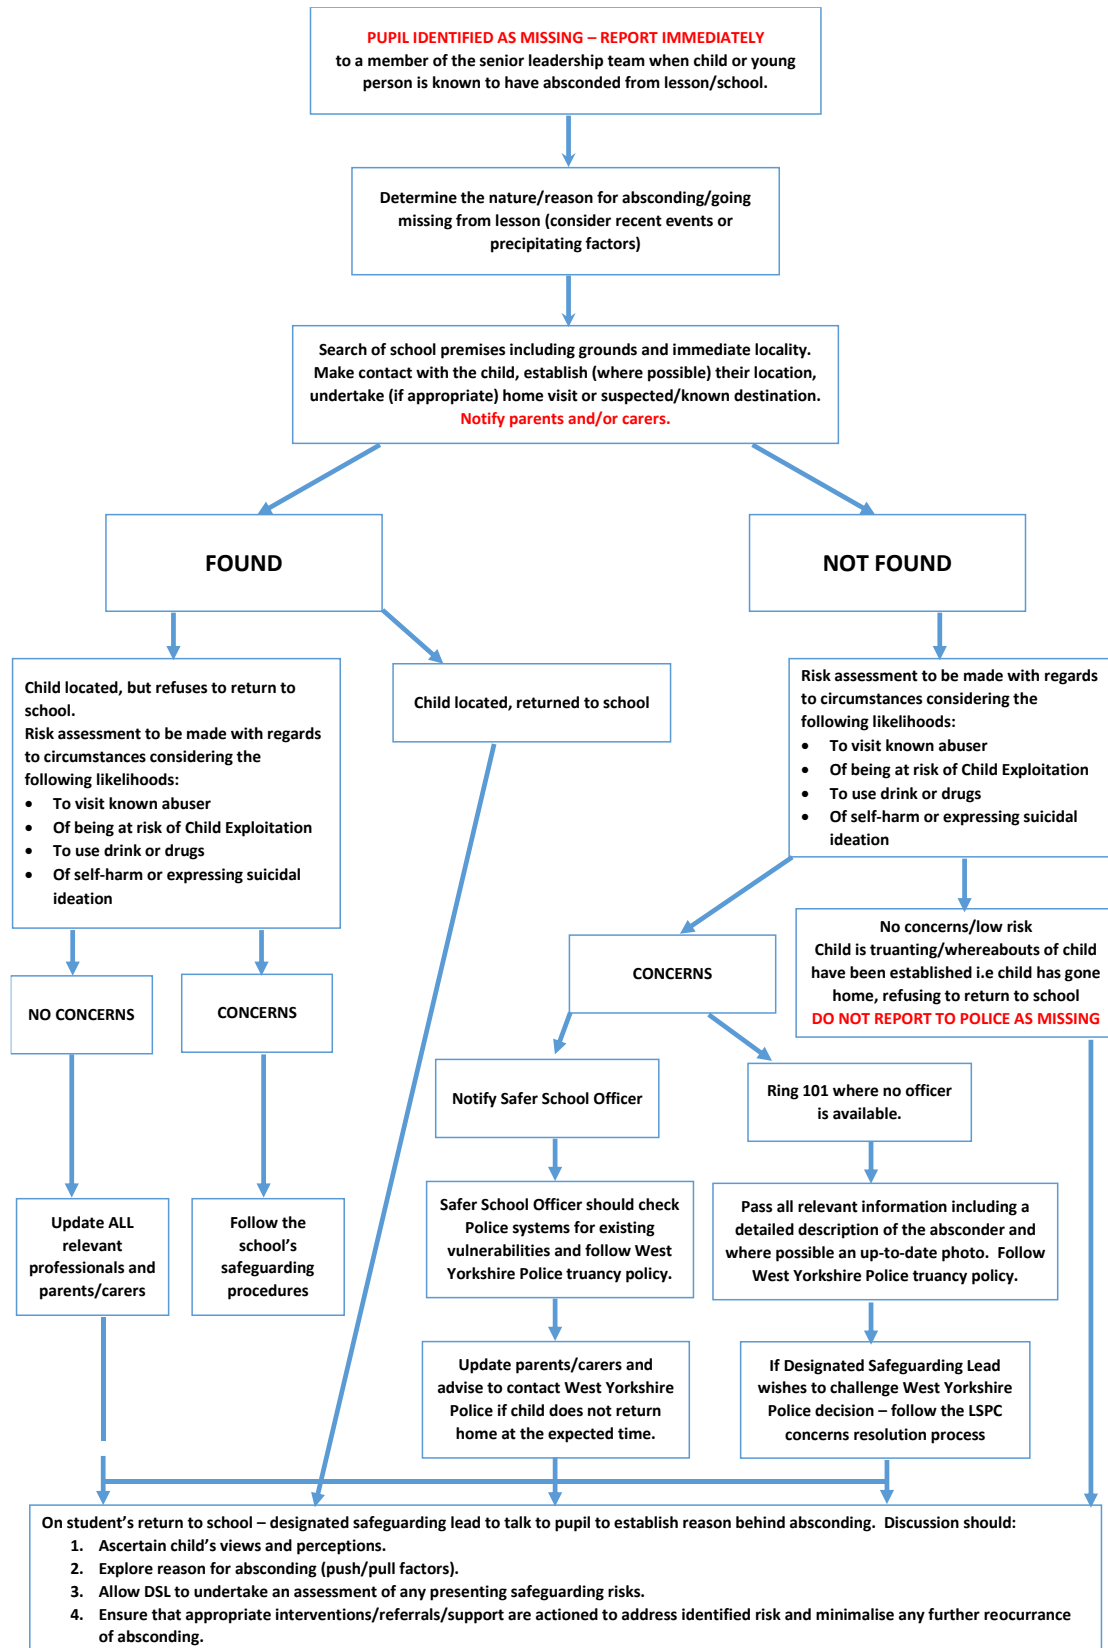 PUPIL IDENTIFIED AS MISSING – REPORT IMMEDIATELY
to a member of the senior leadership team when child or young
person is known to have absconded from lesson/school.
Determine the nature/reason for absconding/going
missing from lesson (consider recent events or
precipitating factors)
Search of school premises including grounds and immediate locality.
Make contact with the child, establish (where possible) their location,
undertake (if appropriate) home visit or suspected/known destination.
Notify parents and/or carers.
FOUND
NOT FOUND
Child located, but refuses to return to
school.
Risk assessment to be made with regards
to circumstances considering the
following likelihoods:
• To visit known abuser
• Of being at risk of Child Exploitation
• To use drink or drugs
• Of self-harm or expressing suicidal
ideation
Child located, returned to school
Risk assessment to be made with regards
to circumstances considering the
following likelihoods:
• To visit known abuser
• Of being at risk of Child Exploitation
• To use drink or drugs
• Of self-harm or expressing suicidal
ideation
NO CONCERNS
CONCERNS
CONCERNS
No concerns/low risk
Child is truanting/whereabouts of child
have been established i.e child has gone
home, refusing to return to school
DO NOT REPORT TO POLICE AS MISSING
Notify Safer School Officer
Ring 101 where no officer
is available.
Update ALL
relevant
professionals and
parents/carers
Follow the
school's
safeguarding
procedures
Safer School Officer should check
Police systems for existing
vulnerabilities and follow West
Yorkshire Police truancy policy.
Pass all relevant information including a
detailed description of the absconder and
where possible an up-to-date photo.  Follow
West Yorkshire Police truancy policy.
Update parents/carers and
advise to contact West Yorkshire
Police if child does not return
home at the expected time.
If Designated Safeguarding Lead
wishes to challenge West Yorkshire
Police decision – follow the LSPC
concerns resolution process
On student's return to school – designated safeguarding lead to talk to pupil to establish reason behind absconding.  Discussion should:
1. Ascertain child's views and perceptions.
2. Explore reason for absconding (push/pull factors).
3. Allow DSL to undertake an assessment of any presenting safeguarding risks.
4. Ensure that appropriate interventions/referrals/support are actioned to address identified risk and minimalise any further reocurrance
of absconding.